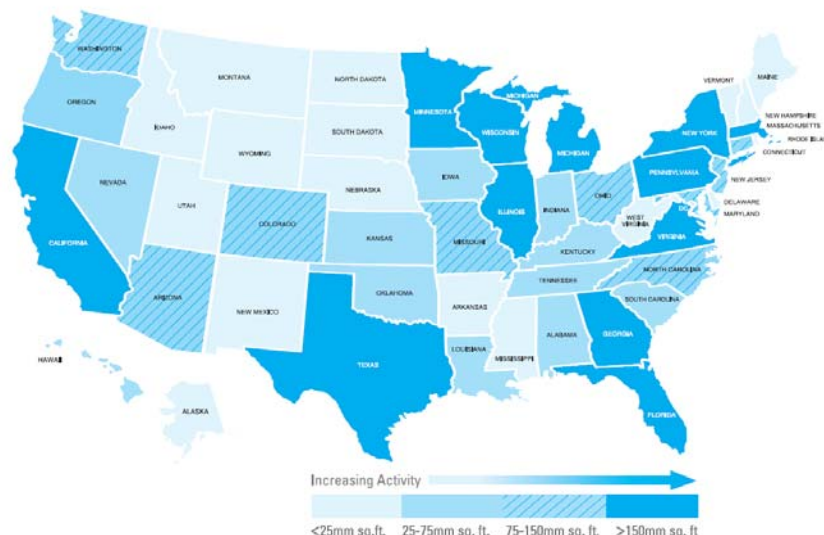 WASHINGTON
MONTANA
NORTH DAKOTA
MINNESOTA
MICHIGAN
VERMONT
MAINE
OREGON
IDAHO
SOUTH DAKOTA
WISCONSIN
MICHIGAN
NEW YORK
NEW HAMPSHIRE
MASSACHUSETTS
RHODE ISLAN
CONNECTICUT
WYOMING
NEVADA
UTAH
NEBRASKA
IOWA
PENNSYLVANIA
NEW JERSEY
ILLINOIS
INDIANA
OHIO
DELAWARE
MARYLAND
DC
WEST
VIRGINIA
VIRGINIA
CALIFORNIA
COLORADO
KANSAS
MISSOURI
KENTUCKY
NORTH CAROLINA
TENNESSEE
SOUTH CAROLINA
ARIZONA
NEW MEXICO
OKLAHOMA
ARKANSAS
MISSISSIPPI
ALABAMA
GEORGIA
TEXAS
LOUISIANA
FLORIDA
HAWAII
ALASKA
Increasing Activity
<25mm sq.ft.
25-75mm sq. ft.
75-150mm sq. ft.
>150mm sq. ft